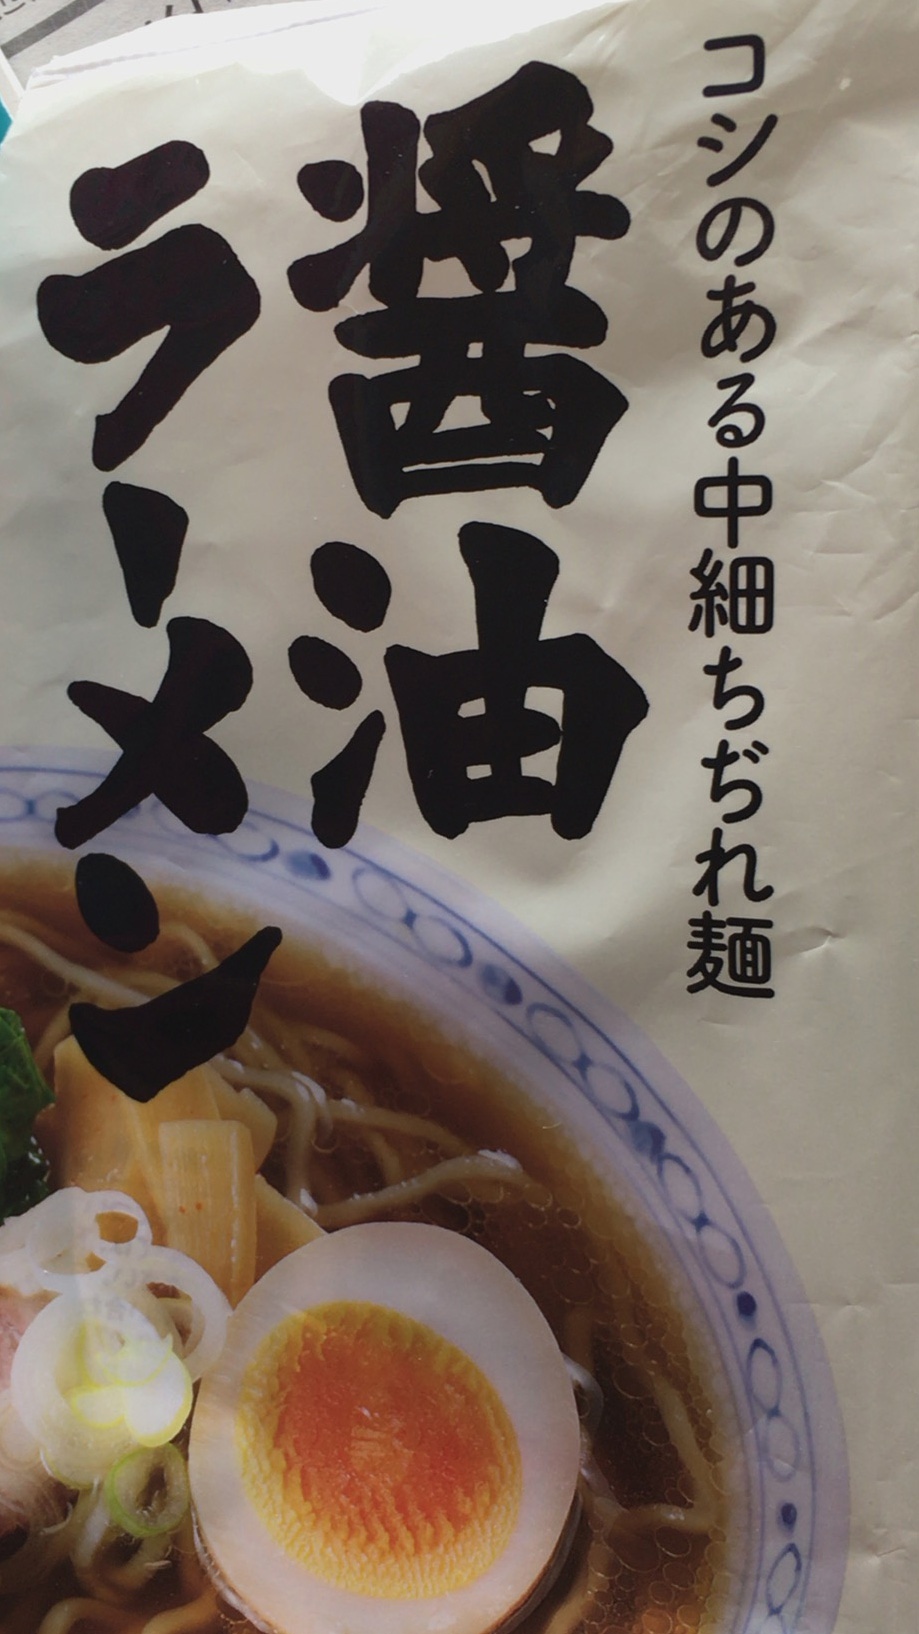 コシのある中細ちぢれ麺
醤油
ラーメン